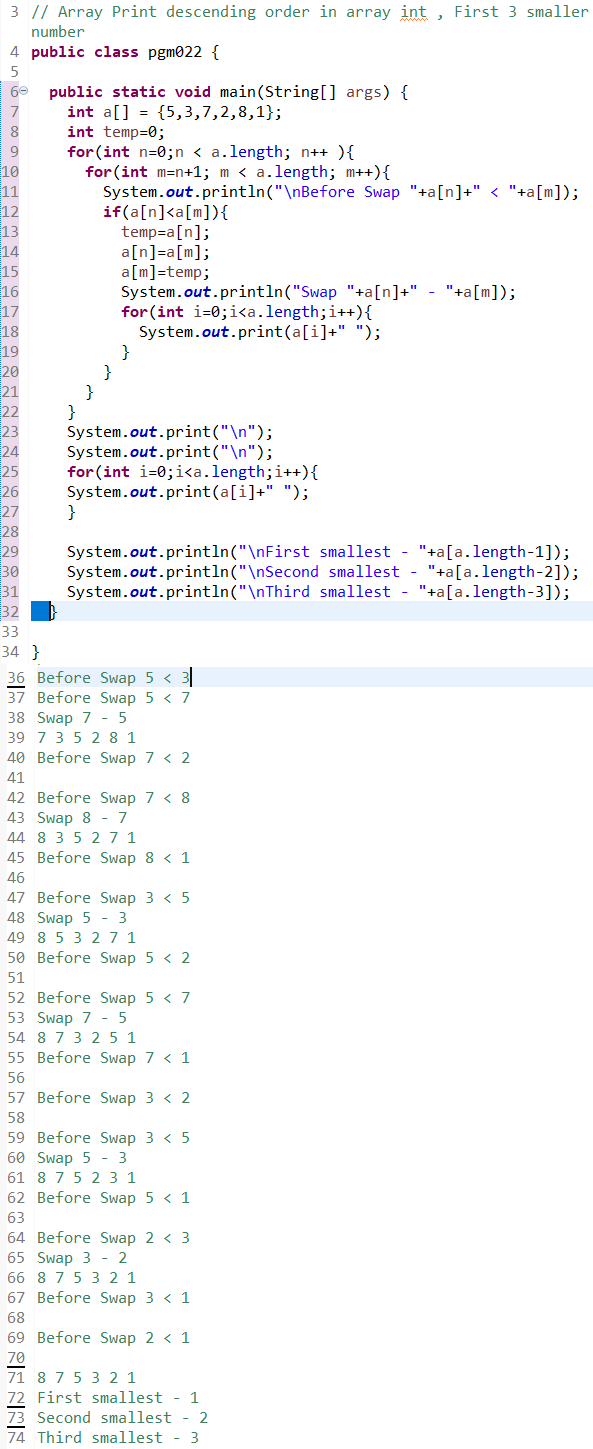 3 // Array Print descending order in array int , First 3 smaller
number
4 public class pgm022 {
5
6 public static void main(String[] args) {
7 int a[] = {5,3,7,2,8,1};
8 int temp=0;
9 for(int n=0;n < a.length; n++ ){
10 for(int m=n+1; m < a.length; m++){
11 System.out.println("\nBefore Swap "+a[n]+" < "+a[m]);
12 if(a[n]<a[m]){
13 temp=a[n];
14 a[n]=a[m];
15 a[m]=temp;
16 System.out.println("Swap "+a[n]+" - "+a[m]);
17 for(int i=0;i<a.length;i++){
18 System.out.print(a[i]+" ");
19 }
20 }
21 }
22 }
23 System.out.print("\n");
24 System.out.print("\n");
25 for(int i=0;i<a.length;i++){
26 System.out.print(a[i]+" ");
27 }
28
29 System.out.println("\nFirst smallest - "+a[a.length-1]);
30 System.out.println("\nSecond smallest - "+a[a.length-2]);
31 System.out.println("\nThird smallest - "+a[a.length-3]);
32 }
33
34 }
36 Before Swap 5 < 3
37 Before Swap 5 < 7
38 Swap 7 - 5
39 7 3 5 2 8 1
40 Before Swap 7 < 2
41
42 Before Swap 7 < 8
43 Swap 8 - 7
44 8 3 5 2 7 1
45 Before Swap 8 < 1
46
47 Before Swap 3 < 5
48 Swap 5 - 3
49 8 5 3 2 7 1
50 Before Swap 5 < 2
51
52 Before Swap 5 < 7
53 Swap 7 - 5
54 8 7 3 2 5 1
55 Before Swap 7 < 1
56
57 Before Swap 3 < 2
58
59 Before Swap 3 < 5
60 Swap 5 - 3
61 8 7 5 2 3 1
62 Before Swap 5 < 1
63
64 Before Swap 2 < 3
65 Swap 3 - 2
66 8 7 5 3 2 1
67 Before Swap 3 < 1
68
69 Before Swap 2 < 1
70
71 8 7 5 3 2 1
72 First smallest - 1
73 Second smallest - 2
74 Third smallest - 3